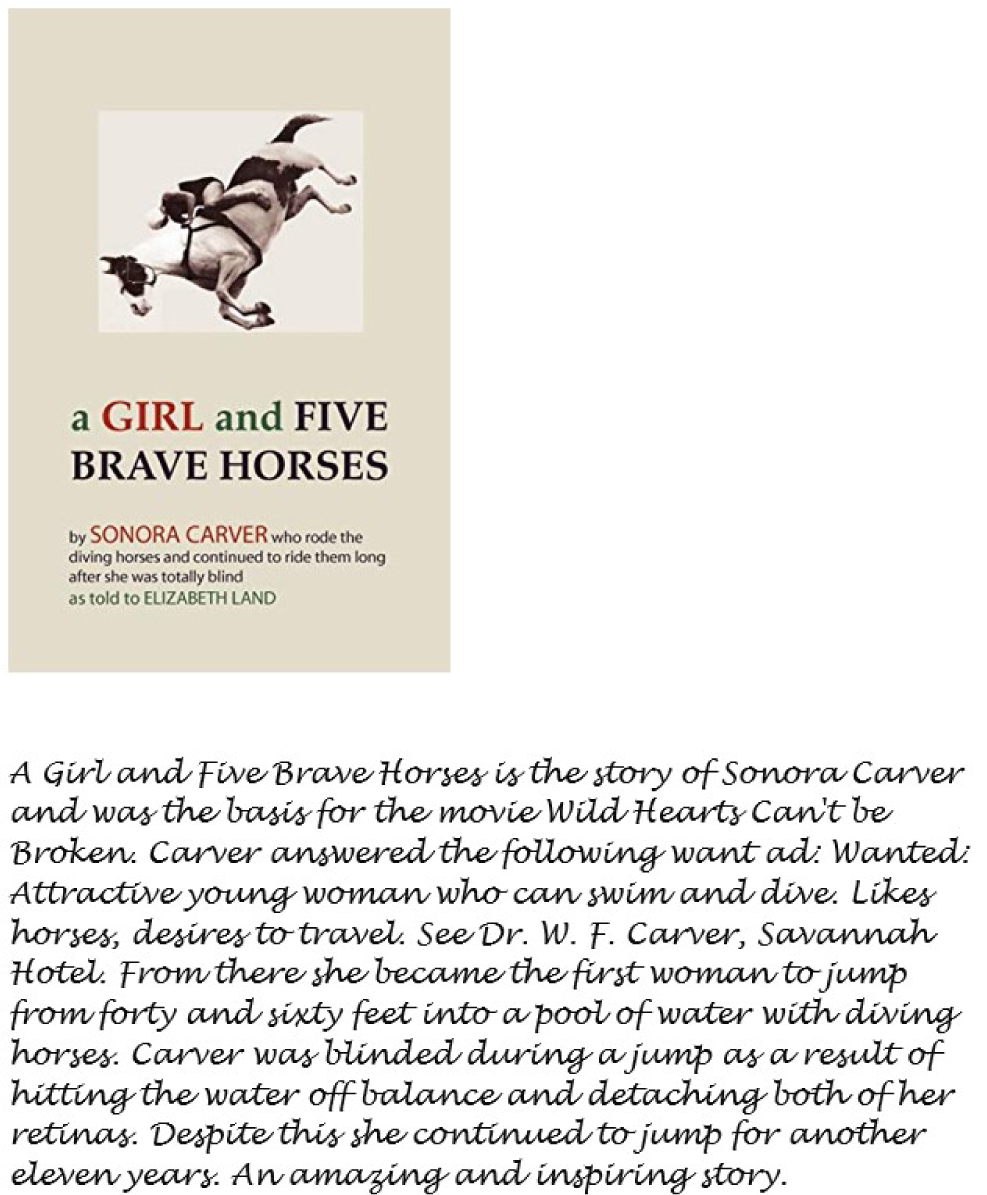 a GIRL and FIVE
BRAVE HORSES
by SONORA CARVER who rode the
diving horses and continued to ride them long
after she was totally blind
as told to ELIZABETH LAND
A Girl and Five Brave Horses is the story of Sonora Carver
and was the basis for the movie Wild Hearts Can't be
Broken. Carver answered the following want ad: Wanted:
Attractive young woman who can swim and dive. Likes
horses, desires to travel. See Dr. W. F. Carver, Savannah
Hotel. From there she became the first woman to jump
from forty and sixty feet into a pool of water with diving
horses. Carver was blinded during a jump as a result of
hitting the water off balance and detaching both of her
retinas. Despite this she continued to jump for another
eleven years. An amazing and inspiring story.